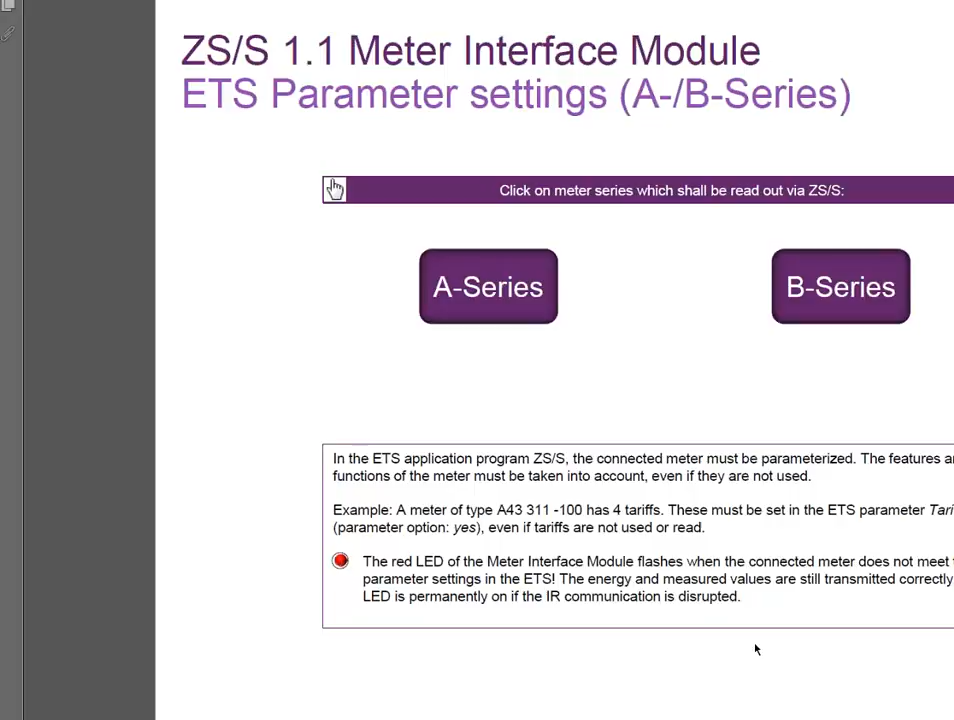 ZS/S 1.1 Meter Interface Module
ETS Parameter settings (A-/B-Series)
Click on meter series which shall be read out via ZS/S:
A-Series
B-Series
In the ETS application program ZS/S, the connected meter must be parameterized. The features
functions of the meter must be taken into account, even if they are not used.
Example: A meter of type A43 311 -100 has 4 tariffs. These must be set in the ETS parameter
(parameter option: yes), even if tariffs are not used or read.
The red LED of the Meter Interface Module flashes when the connected meter does not meet
parameter settings in the ETS! The energy and measured values are still transmitted correctly
LED is permanently on if the IR communication is disrupted.